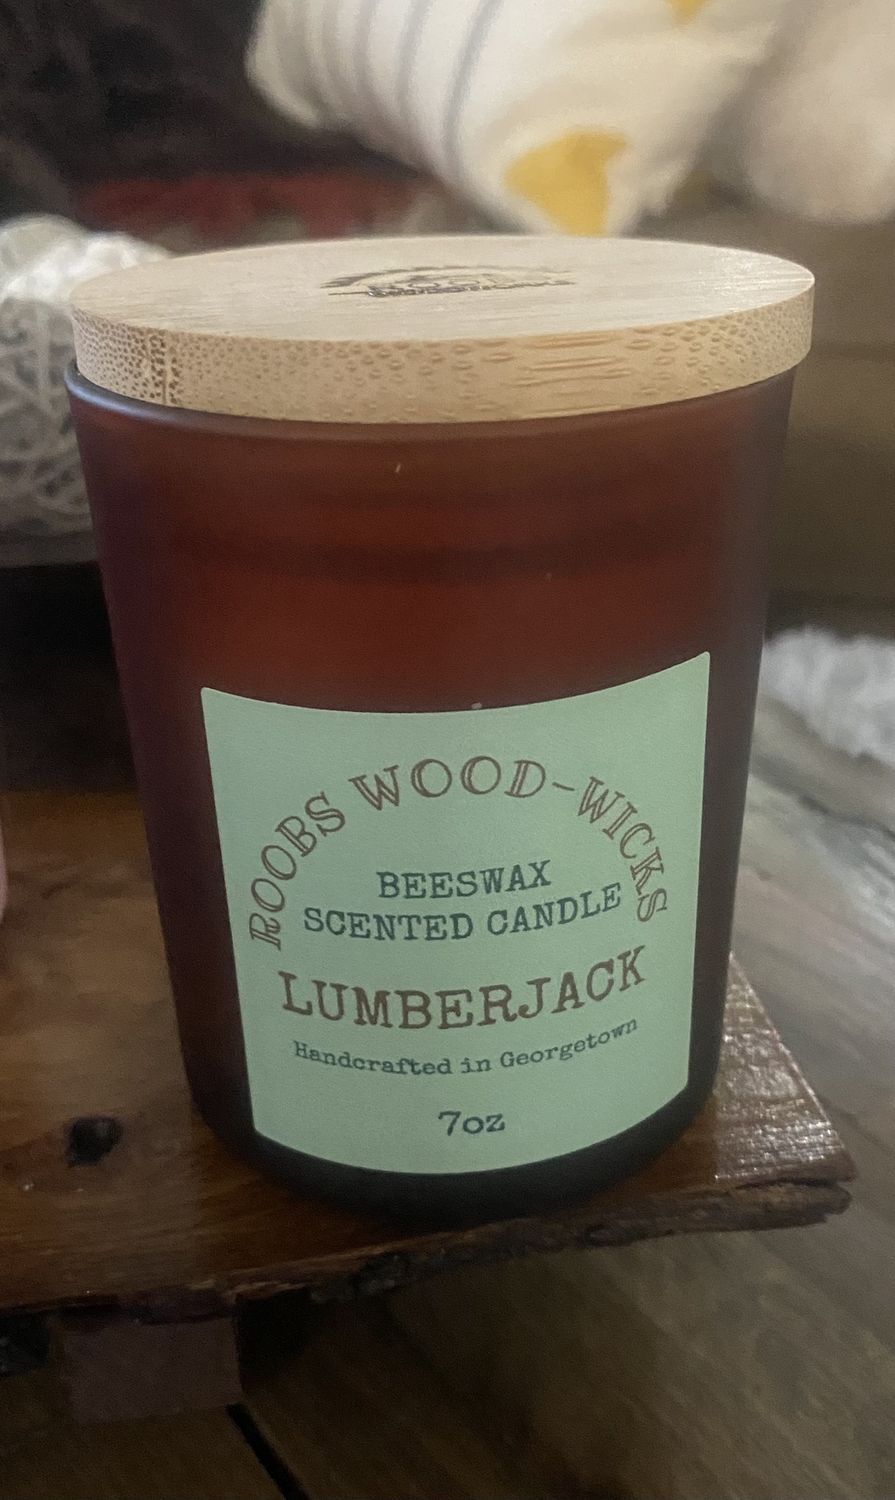 ROOBS WOOD-WICKS
BEESWAX
SCENTED CANDLE
LUMBERJACK
Handcrafted in Georgetown
7oz